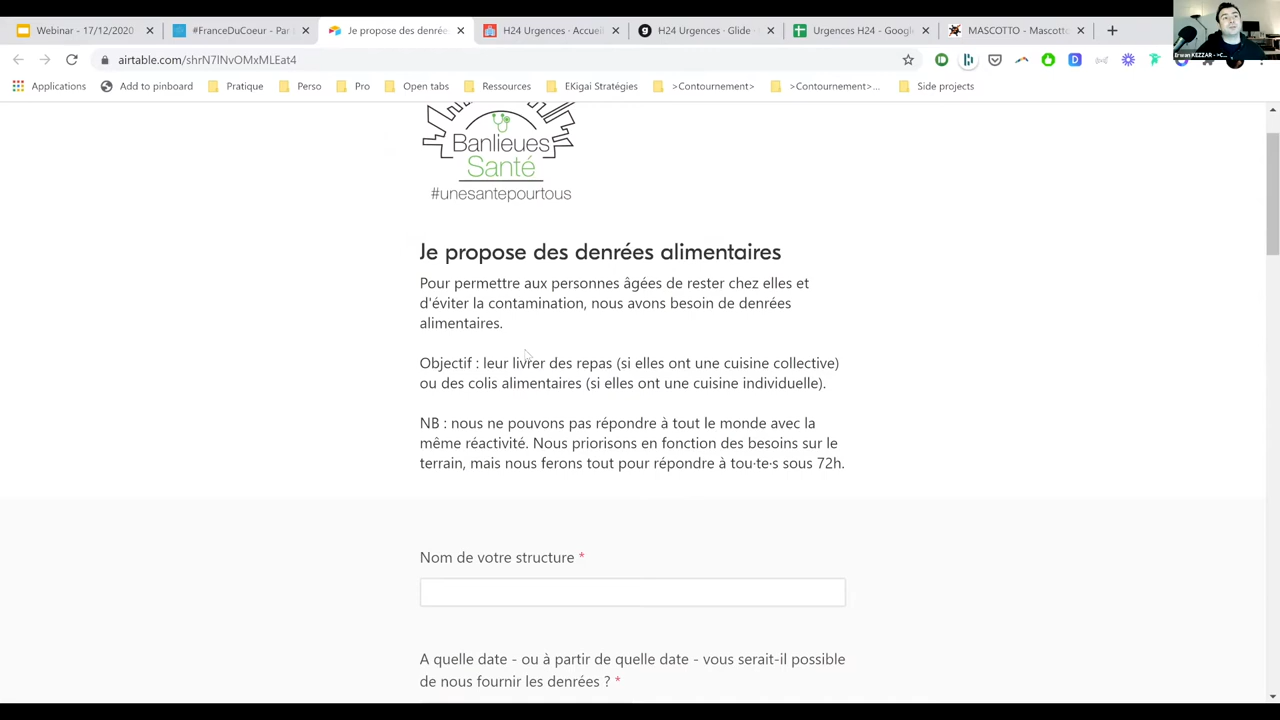 Webinar - 17/12/2020
#FranceDuCoeur - Par
Je propose des denrée
H24 Urgences · Accueil
H24 Urgences · Glide
Urgences H24 - Google
MASCOTTO - Mascotto
airtable.com/shrN7lNvOMxMLEat4
Applications
Add to pinboard
Pratique
Perso
Pro
Open tabs
Ressources
EKigai Stratégies
>Contournement>
>Contournement>...
Side projects
Erwan KEZZAR - >C...
Banlieues
Santé
#unesantepourtous
Je propose des denrées alimentaires
Pour permettre aux personnes âgées de rester chez elles et
d'éviter la contamination, nous avons besoin de denrées
alimentaires.
Objectif : leur livrer des repas (si elles ont une cuisine collective)
ou des colis alimentaires (si elles ont une cuisine individuelle).
NB : nous ne pouvons pas répondre à tout le monde avec la
même réactivité. Nous priorisons en fonction des besoins sur le
terrain, mais nous ferons tout pour répondre à tou·te·s sous 72h.
Nom de votre structure *
A quelle date - ou à partir de quelle date - vous serait-il possible
de nous fournir les denrées ? *